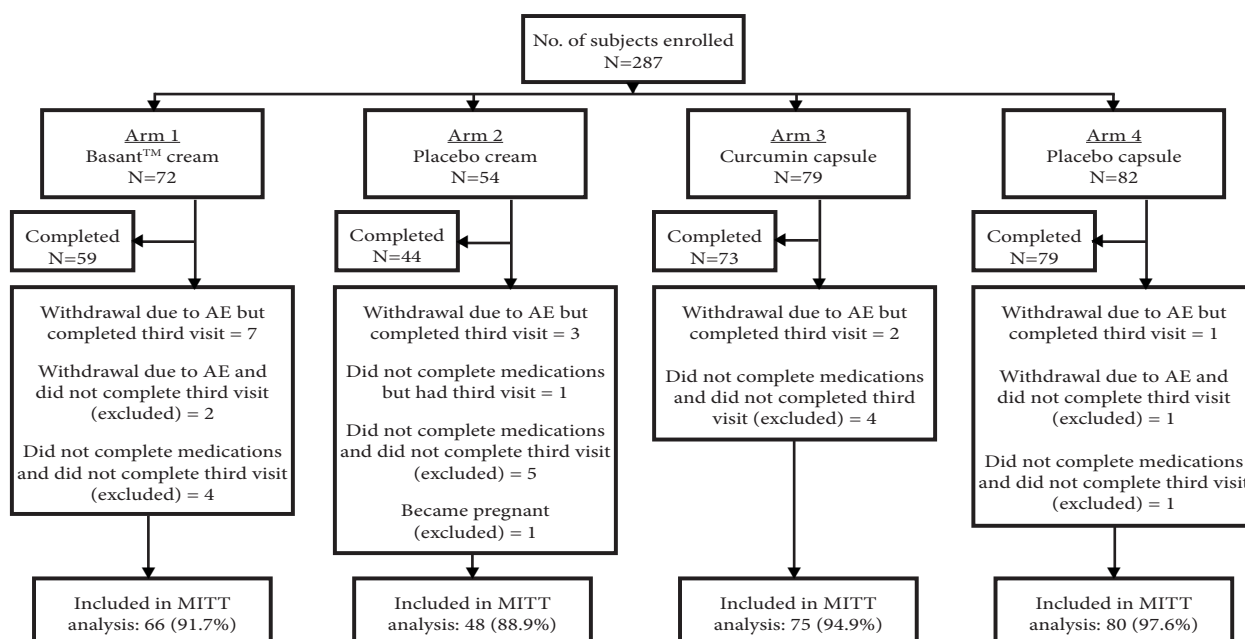 No. of subjects enrolled
N=287
Arm 1
Basant™ cream
N=72
Arm 2
Placebo cream
N=54
Arm 3
Curcumin capsule
N=79
Arm 4
Placebo capsule
N=82
Completed
N=59
Completed
N=44
Completed
N=73
Completed
N=79
Withdrawal due to AE but
completed third visit = 7
Withdrawal due to AE and
did not complete third visit
(excluded) = 2
Did not complete medications
and did not complete third visit
(excluded) = 4
Withdrawal due to AE but
completed third visit = 3
Did not complete medications
but had third visit = 1
Did not complete medications
and did not complete third visit
(excluded) = 5
Became pregnant
(excluded) = 1
Withdrawal due to AE but
completed third visit = 2
Did not complete medications
and did not completed third
visit (excluded) = 4
Withdrawal due to AE but
completed third visit = 1
Withdrawal due to AE and
did not complete third visit
(excluded) = 1
Did not complete medications
and did not complete third visit
(excluded) = 1
Included in MITT
analysis: 66 (91.7%)
Included in MITT
analysis: 48 (88.9%)
Included in MITT
analysis: 75 (94.9%)
Included in MITT
analysis: 80 (97.6%)